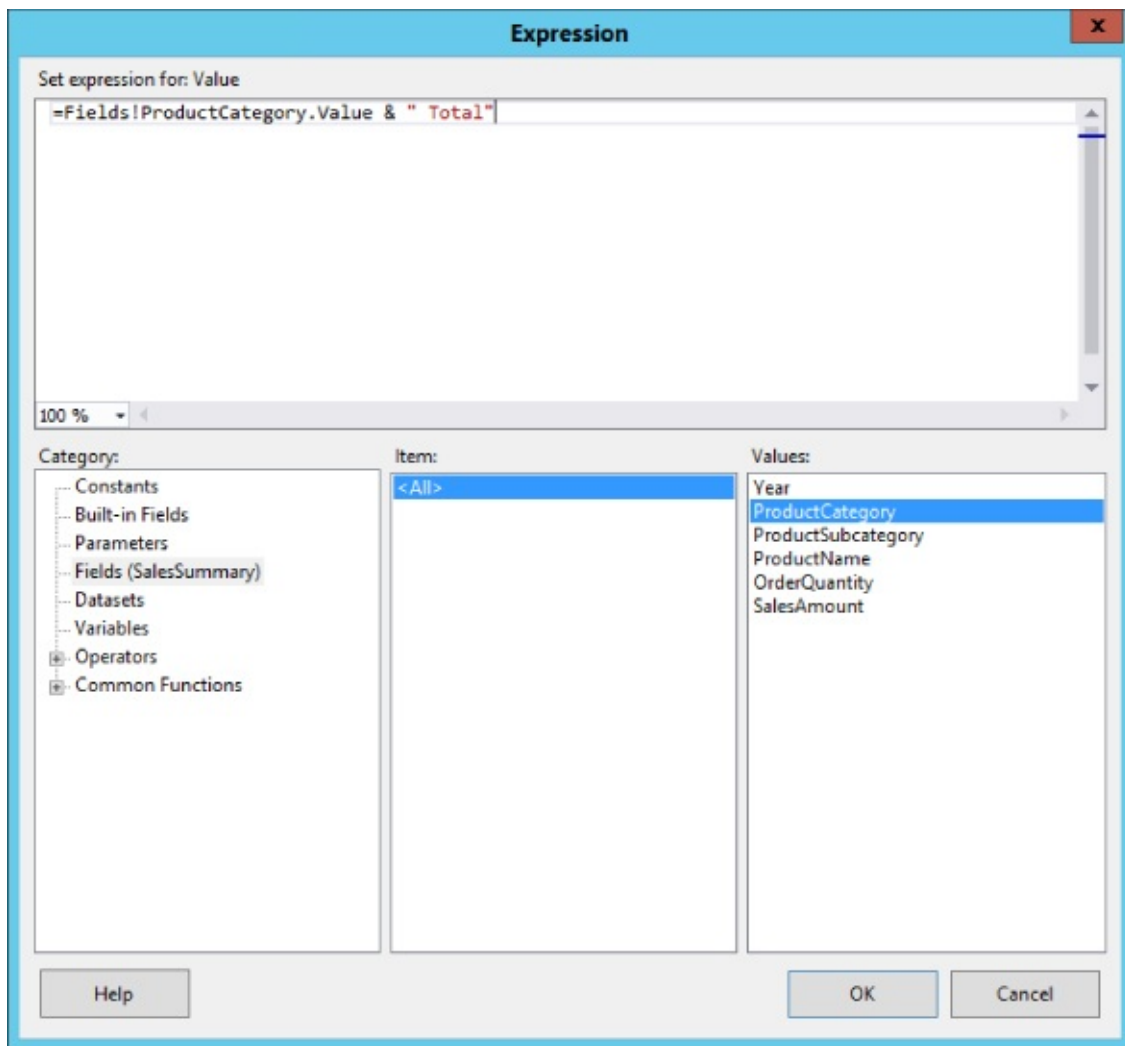 Expression
x
Set expression for: Value
=Fields!ProductCategory.Value & " Total"
100 %
Category:
Constants
Built-in Fields
Parameters
Fields (SalesSummary)
Datasets
Variables
Operators
Common Functions
Item:
<All>
Values:
Year
ProductCategory
ProductSubcategory
ProductName
OrderQuantity
SalesAmount
Help
OK
Cancel